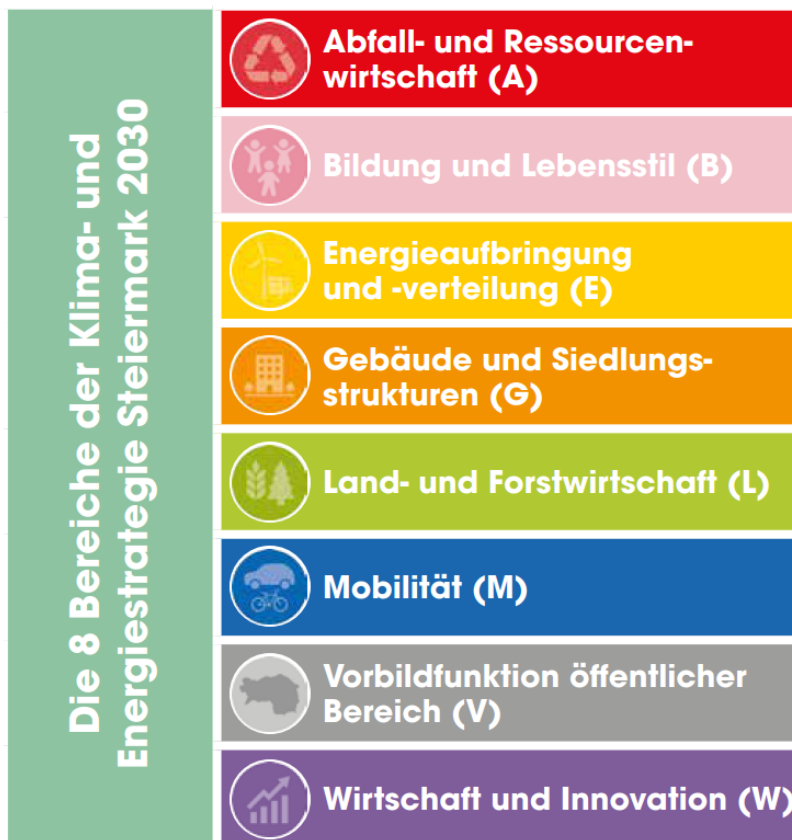 Die 8 Bereiche der Klima- und
Energiestrategie Steiermark 2030
Abfall- und Ressourcen-
wirtschaft (A)
Bildung und Lebensstil (B)
Energieaufbringung
und -verteilung (E)
Gebäude und Siedlungs-
strukturen (G)
Land- und Forstwirtschaft (L)
Mobilität (M)
Vorbildfunktion öffentlicher
Bereich (V)
Wirtschaft und Innovation (W)